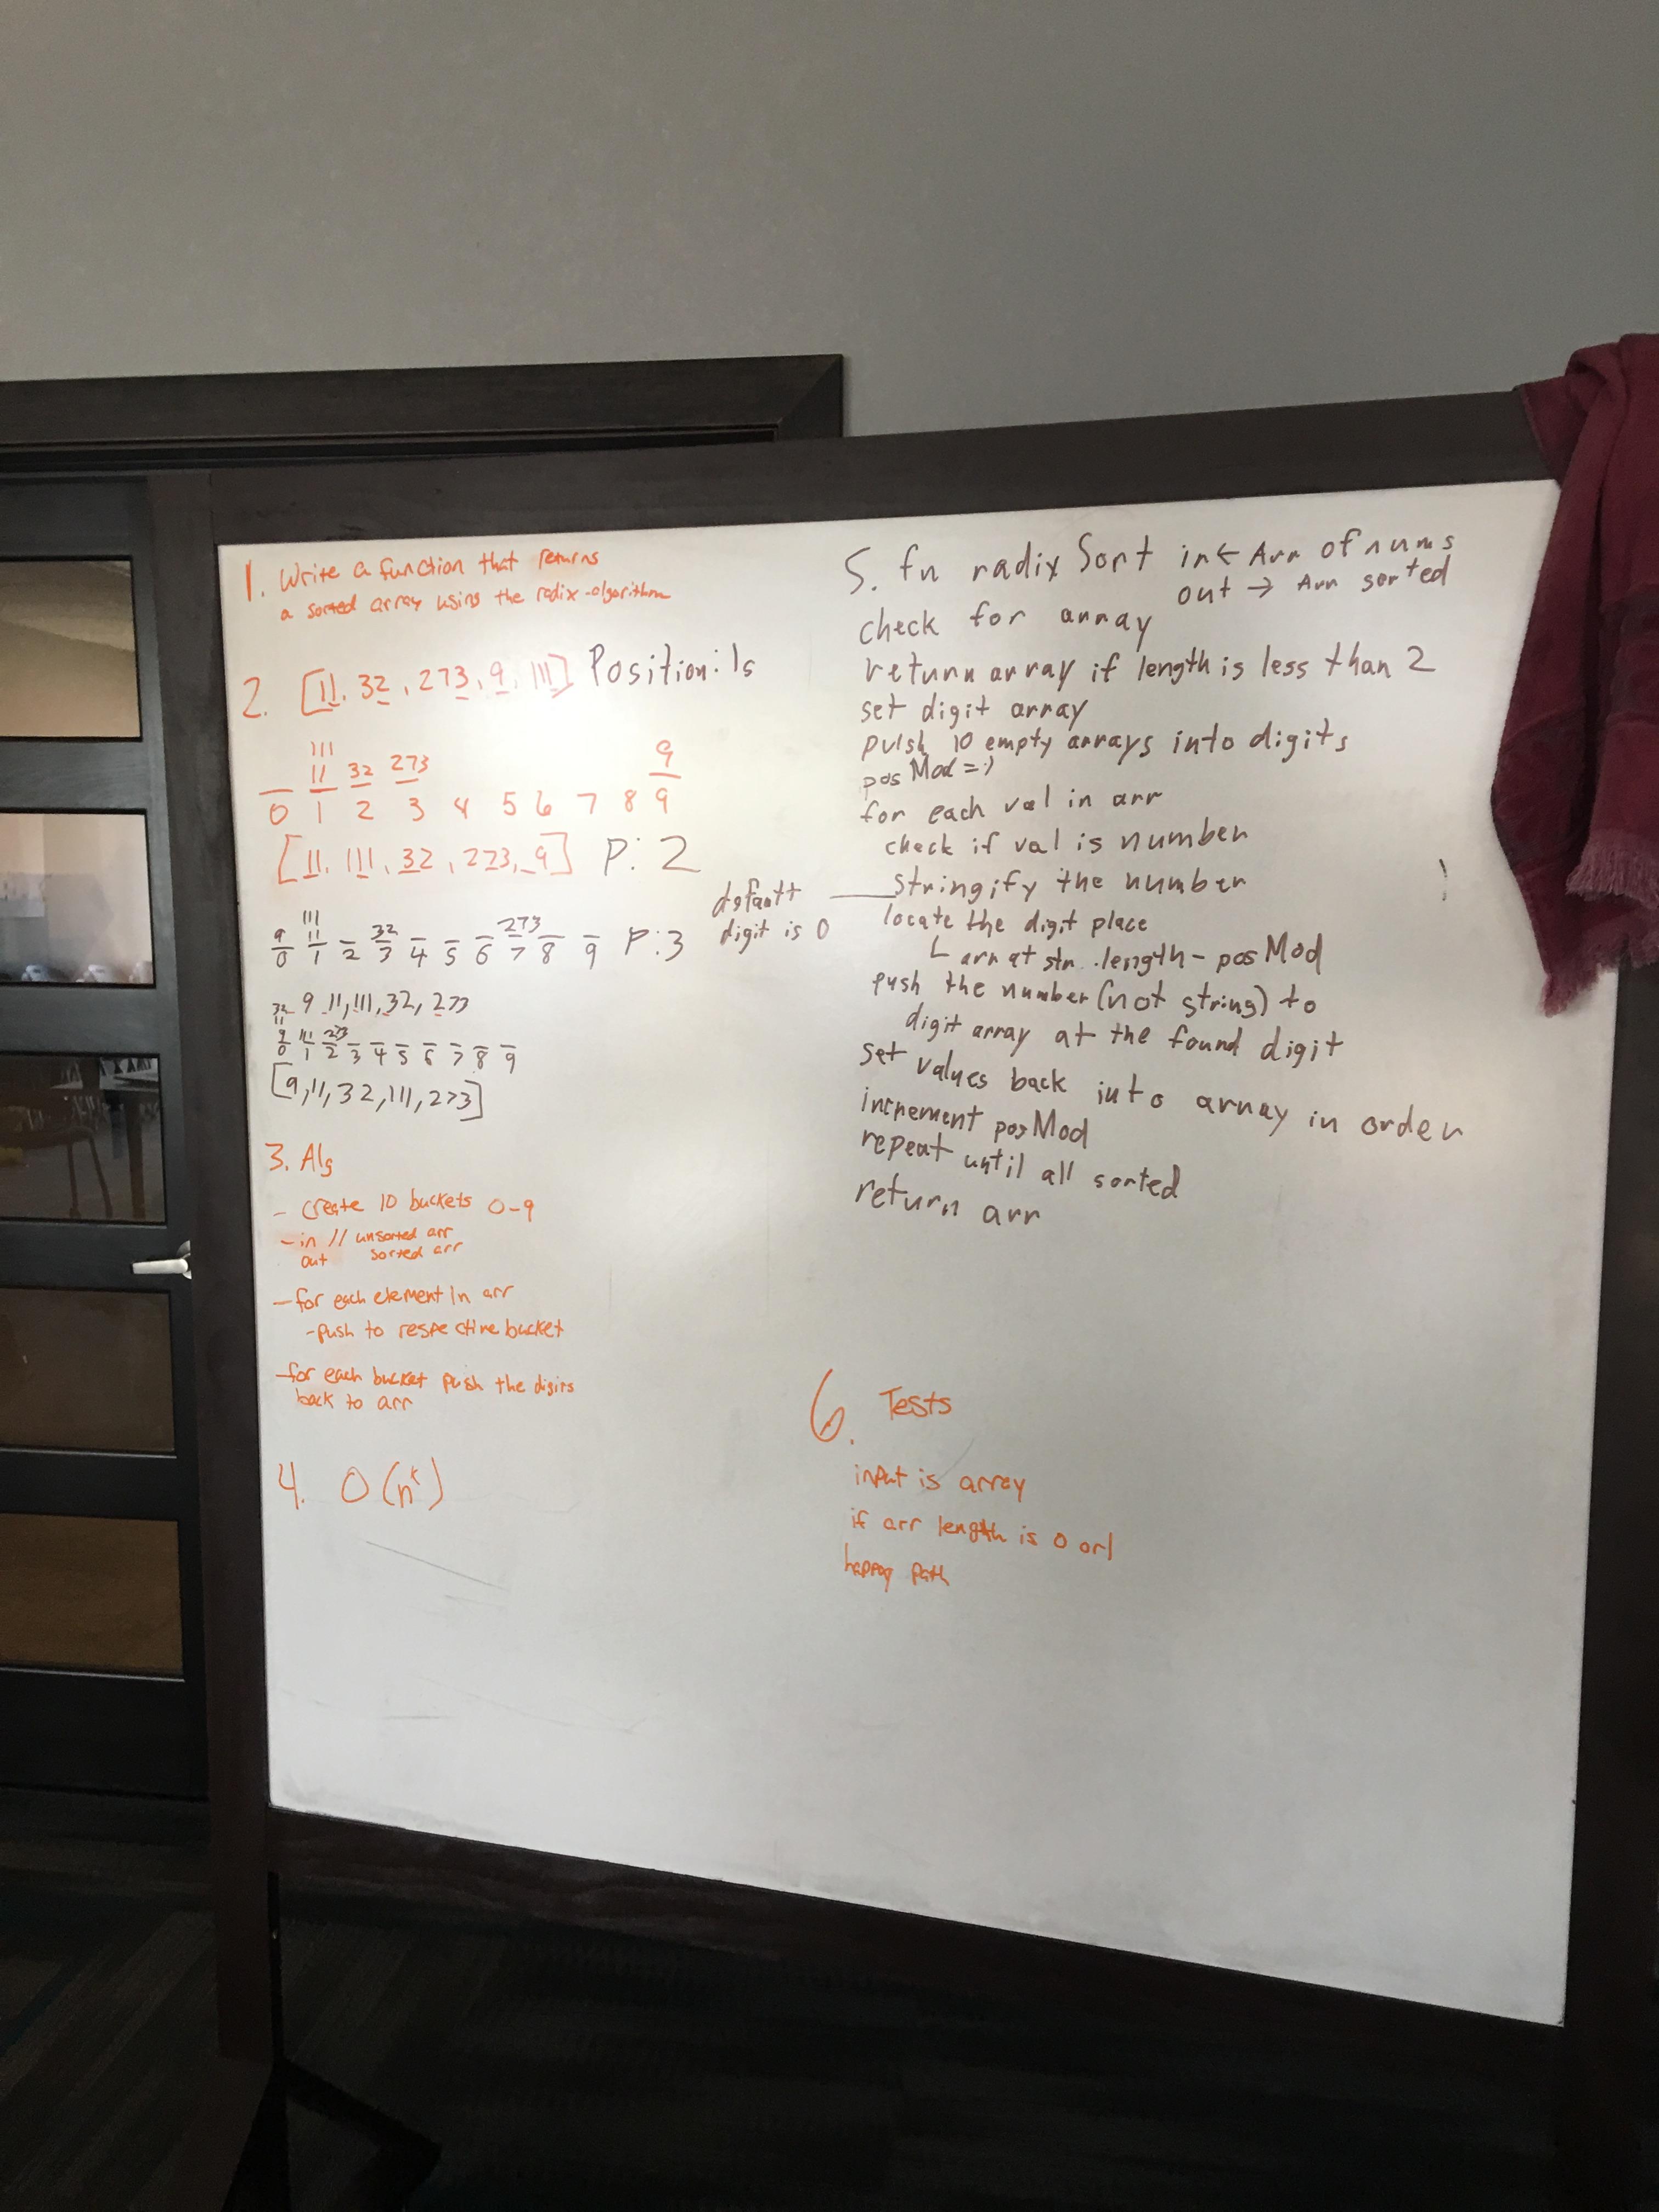 1. Write a function that returns
a sorted array using the radix-algorithm
2. [11, 32, 273, 9, 111] Position: 1s
111
11 32 273 9
0 1 2 3 4 5 6 7 8 9
[11, 111, 32, 273, 9] P: 2
111
9 11 32 273
0 1 2 3 4 5 6 7 8 9 P:3
9 11, 111, 32, 273
32
11
9 111 273
0 1 2 3 4 5 6 7 8 9
[9, 11, 32, 111, 273]
3. Alg
- create 10 buckets 0-9
- in // unsorted arr
out sorted arr
- for each element in arr
- push to respective bucket
- for each bucket push the digits
back to arr
4. O(n^k)
5. fn radix Sort in ← Arr of nums
out → Arr sorted
check for array
return array if length is less than 2
set digit array
push 10 empty arrays into digits
pos Mod =
for each val in arr
check if val is number
stringify the number
default
digit is 0
locate the digit place
└ arr at str. length - pos Mod
push the number (not string) to
digit array at the found digit
set values back into array in order
increment pos Mod
repeat until all sorted
return arr
6. Tests
input is array
if arr length is 0 or 1
happy path